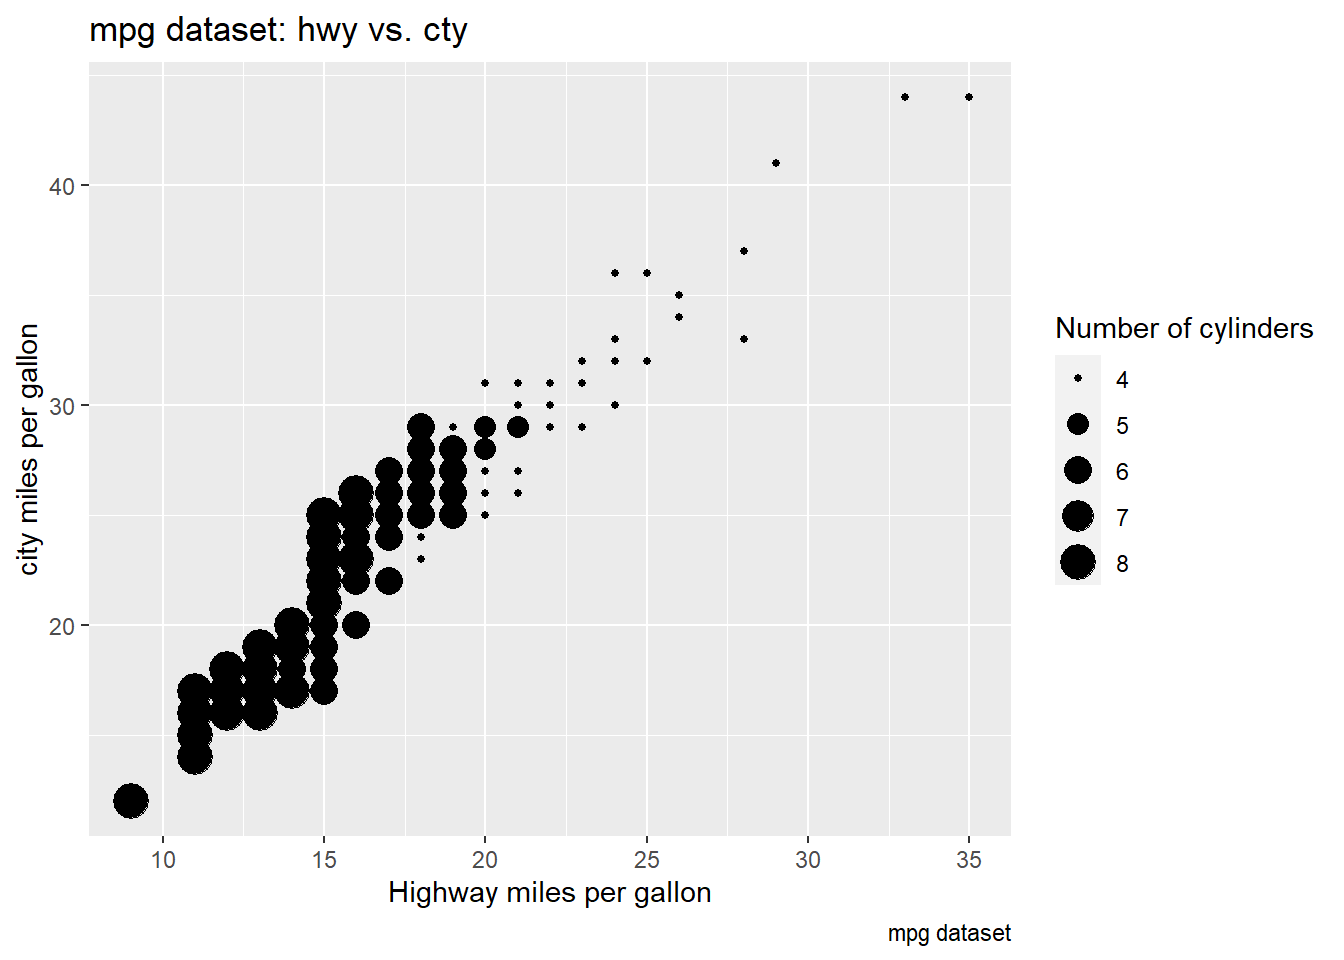 mpg dataset: hwy vs. cty
40
30
20
city miles per gallon
10 15 20 25 30 35
Highway miles per gallon
mpg dataset
Number of cylinders
4
5
6
7
8